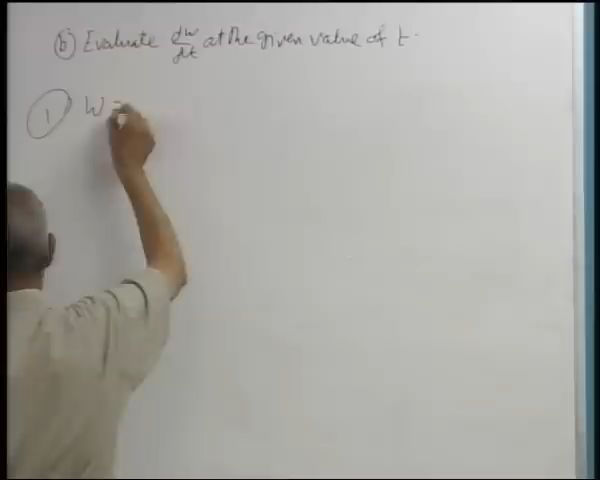 (b) Evaluate dw/dt at the given value of t.
(1) W =